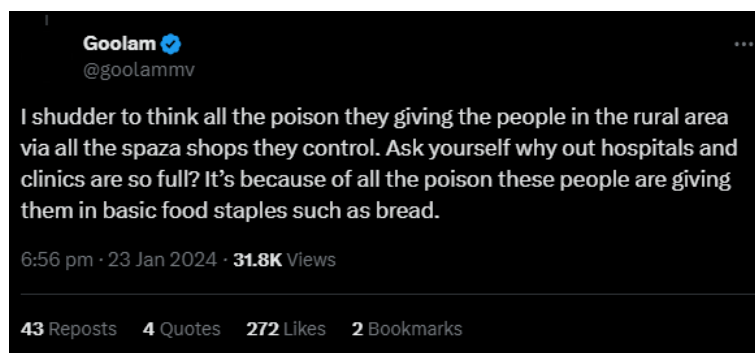 Goolam
@goolammv
I shudder to think all the poison they giving the people in the rural area
via all the spaza shops they control. Ask yourself why out hospitals and
clinics are so full? It’s because of all the poison these people are giving
them in basic food staples such as bread.
6:56 pm · 23 Jan 2024 · 31.8K Views
43 Reposts 4 Quotes 272 Likes 2 Bookmarks